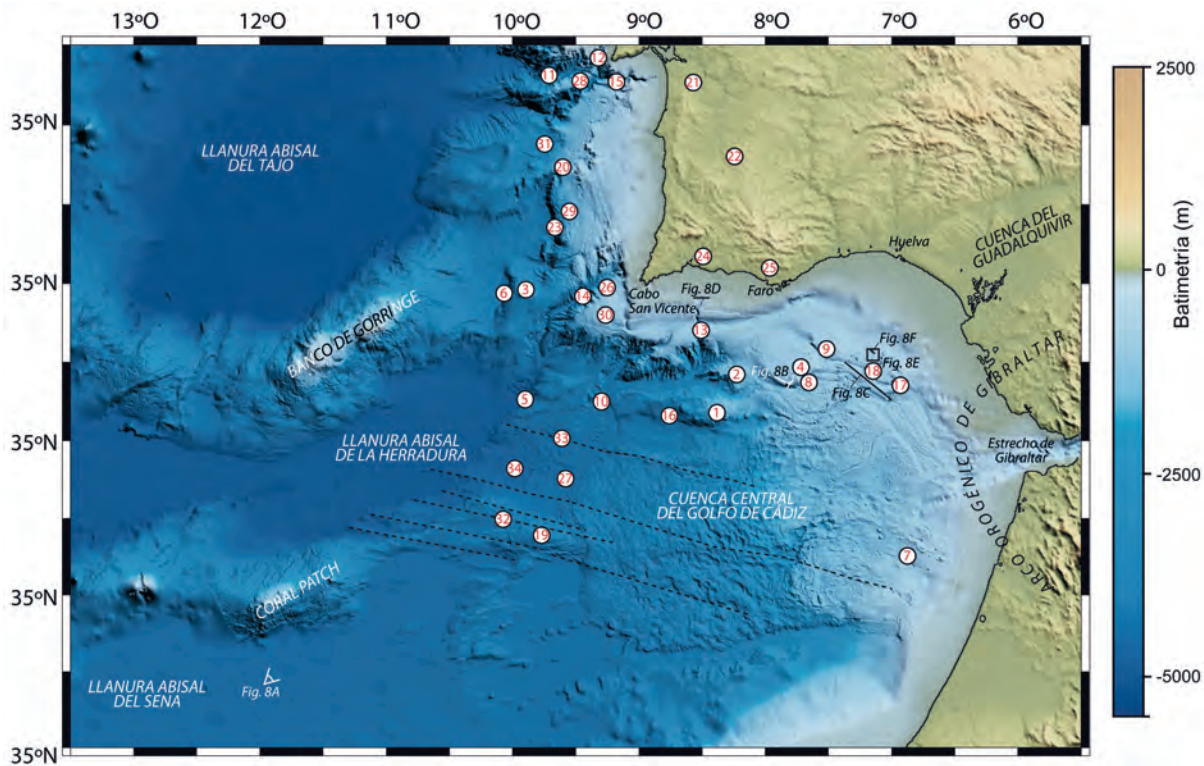 13ºO 12ºO 11ºO 10ºO 9ºO 8ºO 7ºO 6ºO
2500
12
11
28
15
21
35ºN
LLANURA ABISAL
DEL TAJO
31
20
22
29
23
Huelva
CUENCA DEL
GUADALQUIVIR
24
25
0
Batimetría (m)
35ºN
6
3
14
26
Cabo
San Vicente
Fig. 8D
Faro
30
13
BANCO DE GORRINGE
9
Fig. 8F
Fig. 8E
2
Fig. 8B
4
8
18
17
Fig. 8C
ARCO OROGÉNICO DE GIBRALTAR
5
10
16
1
35ºN
LLANURA ABISAL
DE LA HERRADURA
33
34
27
Estrecho de
Gibraltar
-2500
CUENCA CENTRAL
DEL GOLFO DE CÁDIZ
32
19
7
35ºN
CORAL PATCH
LLANURA ABISAL
DEL SENA
Fig. 8A
-5000
35ºN